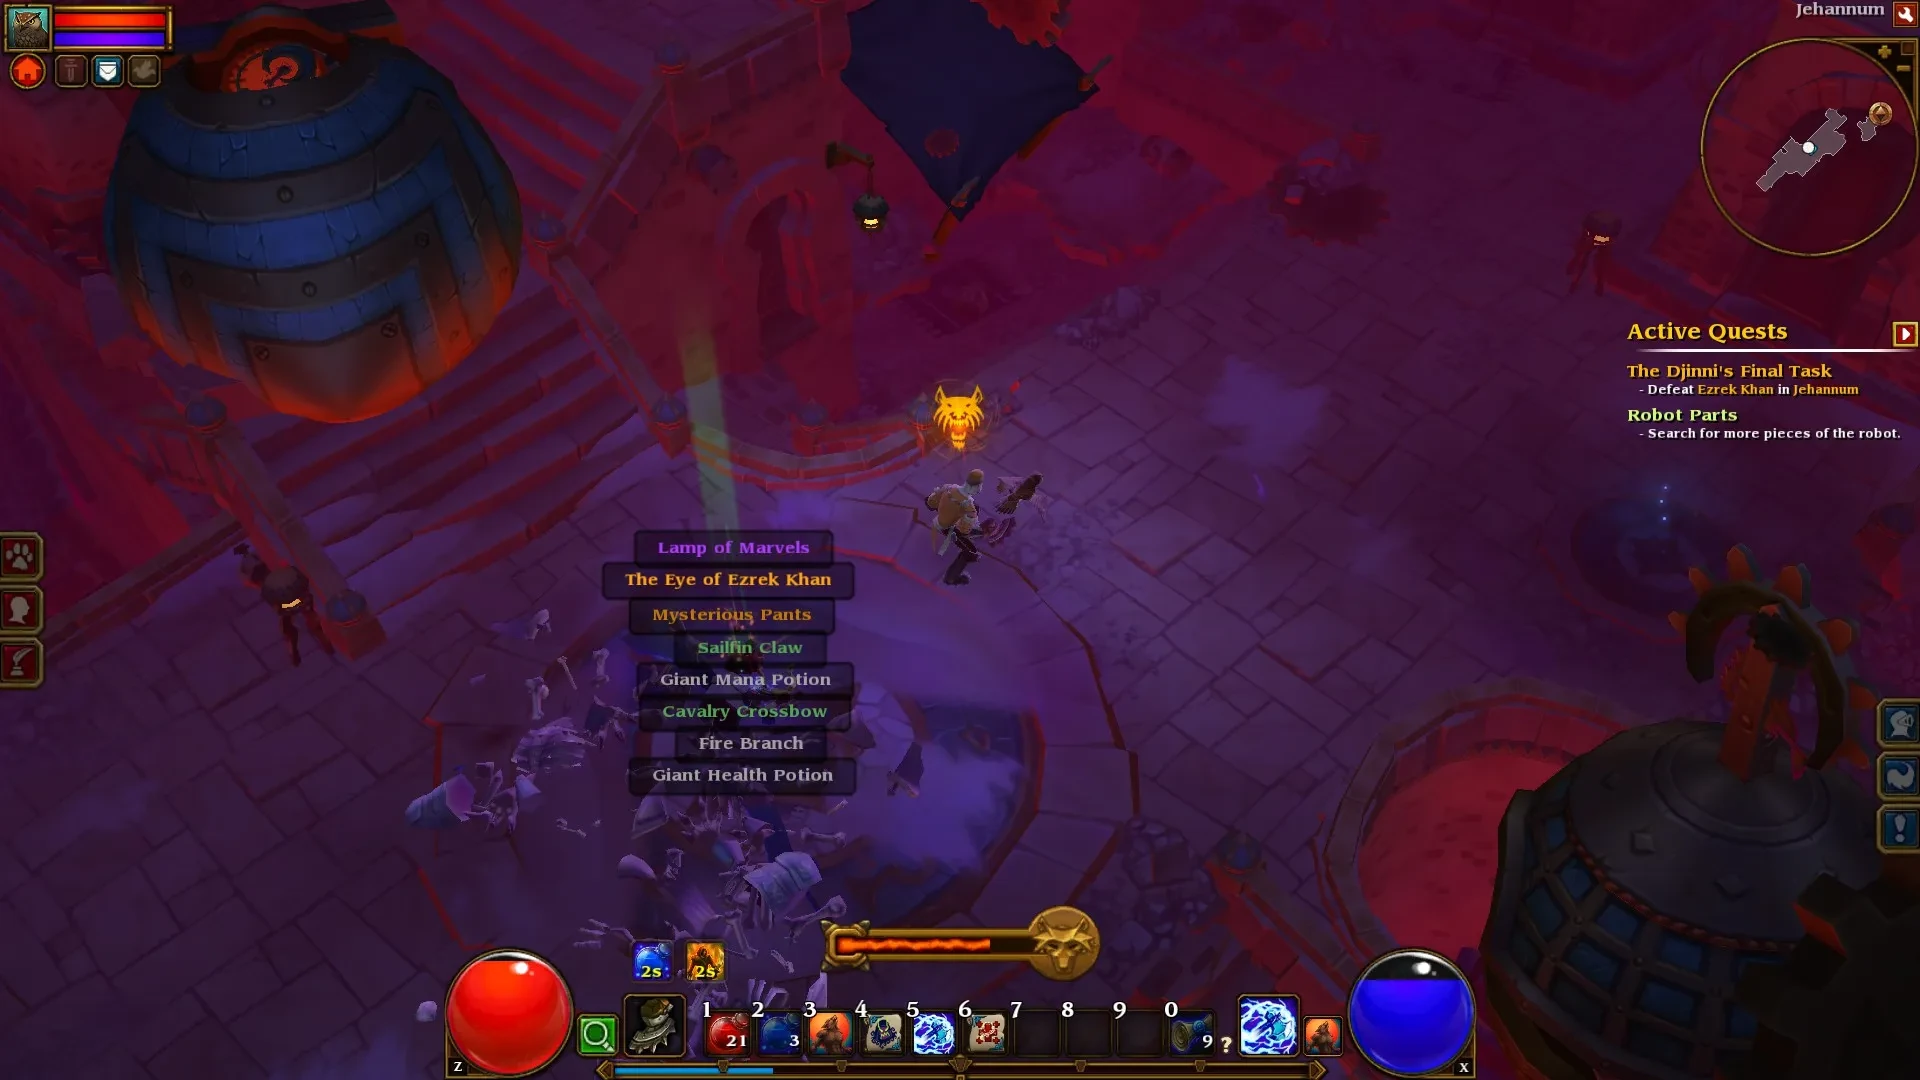 Jehannum
Active Quests
The Djinni's Final Task
- Defeat Ezrek Khan in Jehannum
Robot Parts
- Search for more pieces of the robot.
Lamp of Marvels
The Eye of Ezrek Khan
Mysterious Pants
Sailfin Claw
Giant Mana Potion
Cavalry Crossbow
Fire Branch
Giant Health Potion
2s 2s
1 2 3 4 5 6 7 8 9 0
21 3 9 ?
Z X